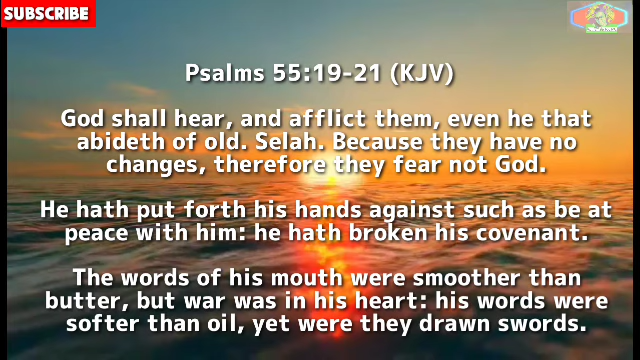 SUBSCRIBE
Psalms 55:19-21 (KJV)
God shall hear, and afflict them, even he that
abideth of old. Selah. Because they have no
changes, therefore they fear not God.
He hath put forth his hands against such as be at
peace with him: he hath broken his covenant.
The words of his mouth were smoother than
butter, but war was in his heart: his words were
softer than oil, yet were they drawn swords.